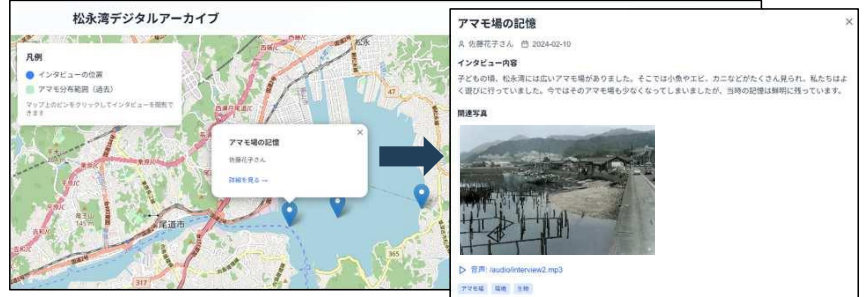 松永湾デジタルアーカイブ
凡例
インタビューの位置
アマモ分布範囲（過去）
マップ上のピンをクリックしてインタビューを閲覧で
きます
松永
47
アマモ場の記憶
佐藤花子さん
詳細を見る →
尾道市
317
365
アマモ場の記憶
佐藤花子さん 2024-02-10
インタビュー内容
子どもの頃、松永湾には広いアマモ場がありました。そこでは小魚やエビ、カニなどがたくさん見られ、私たちはよ
く遊びに行っていました。今ではそのアマモ場も少なくなってしまいましたが、当時の記憶は鮮明に残っています。
関連写真
音声: /audio/interview2.mp3
アマモ場 環境 生物